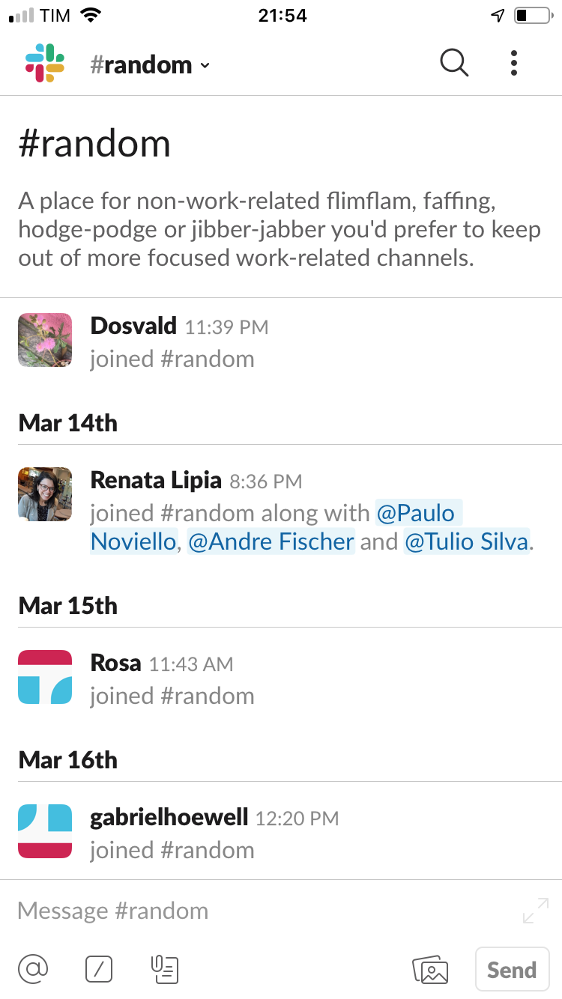 TIM 21:54
#random
#random
A place for non-work-related flimflam, faffing,
hodge-podge or jibber-jabber you'd prefer to keep
out of more focused work-related channels.
Dosvald 11:39 PM
joined #random
Mar 14th
Renata Lipia 8:36 PM
joined #random along with @Paulo
Noviello, @Andre Fischer and @Tulio Silva.
Mar 15th
Rosa 11:43 AM
joined #random
Mar 16th
gabrielhoewell 12:20 PM
joined #random
Message #random
Send